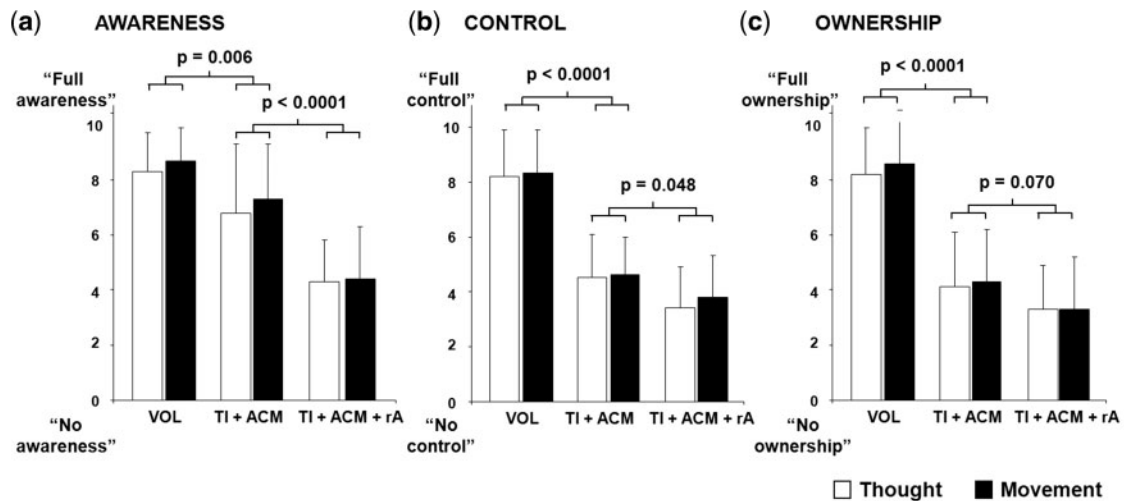 (a) AWARENESS
“Full awareness”
p = 0.006
p < 0.0001
10
8
6
4
2
0
VOL TI + ACM TI + ACM + rA
“No awareness”
(b) CONTROL
“Full control”
p < 0.0001
p = 0.048
10
8
6
4
2
0
VOL TI + ACM TI + ACM + rA
“No control”
(c) OWNERSHIP
“Full ownership”
p < 0.0001
p = 0.070
10
8
6
4
2
0
VOL TI + ACM TI + ACM + rA
“No ownership”
Thought Movement